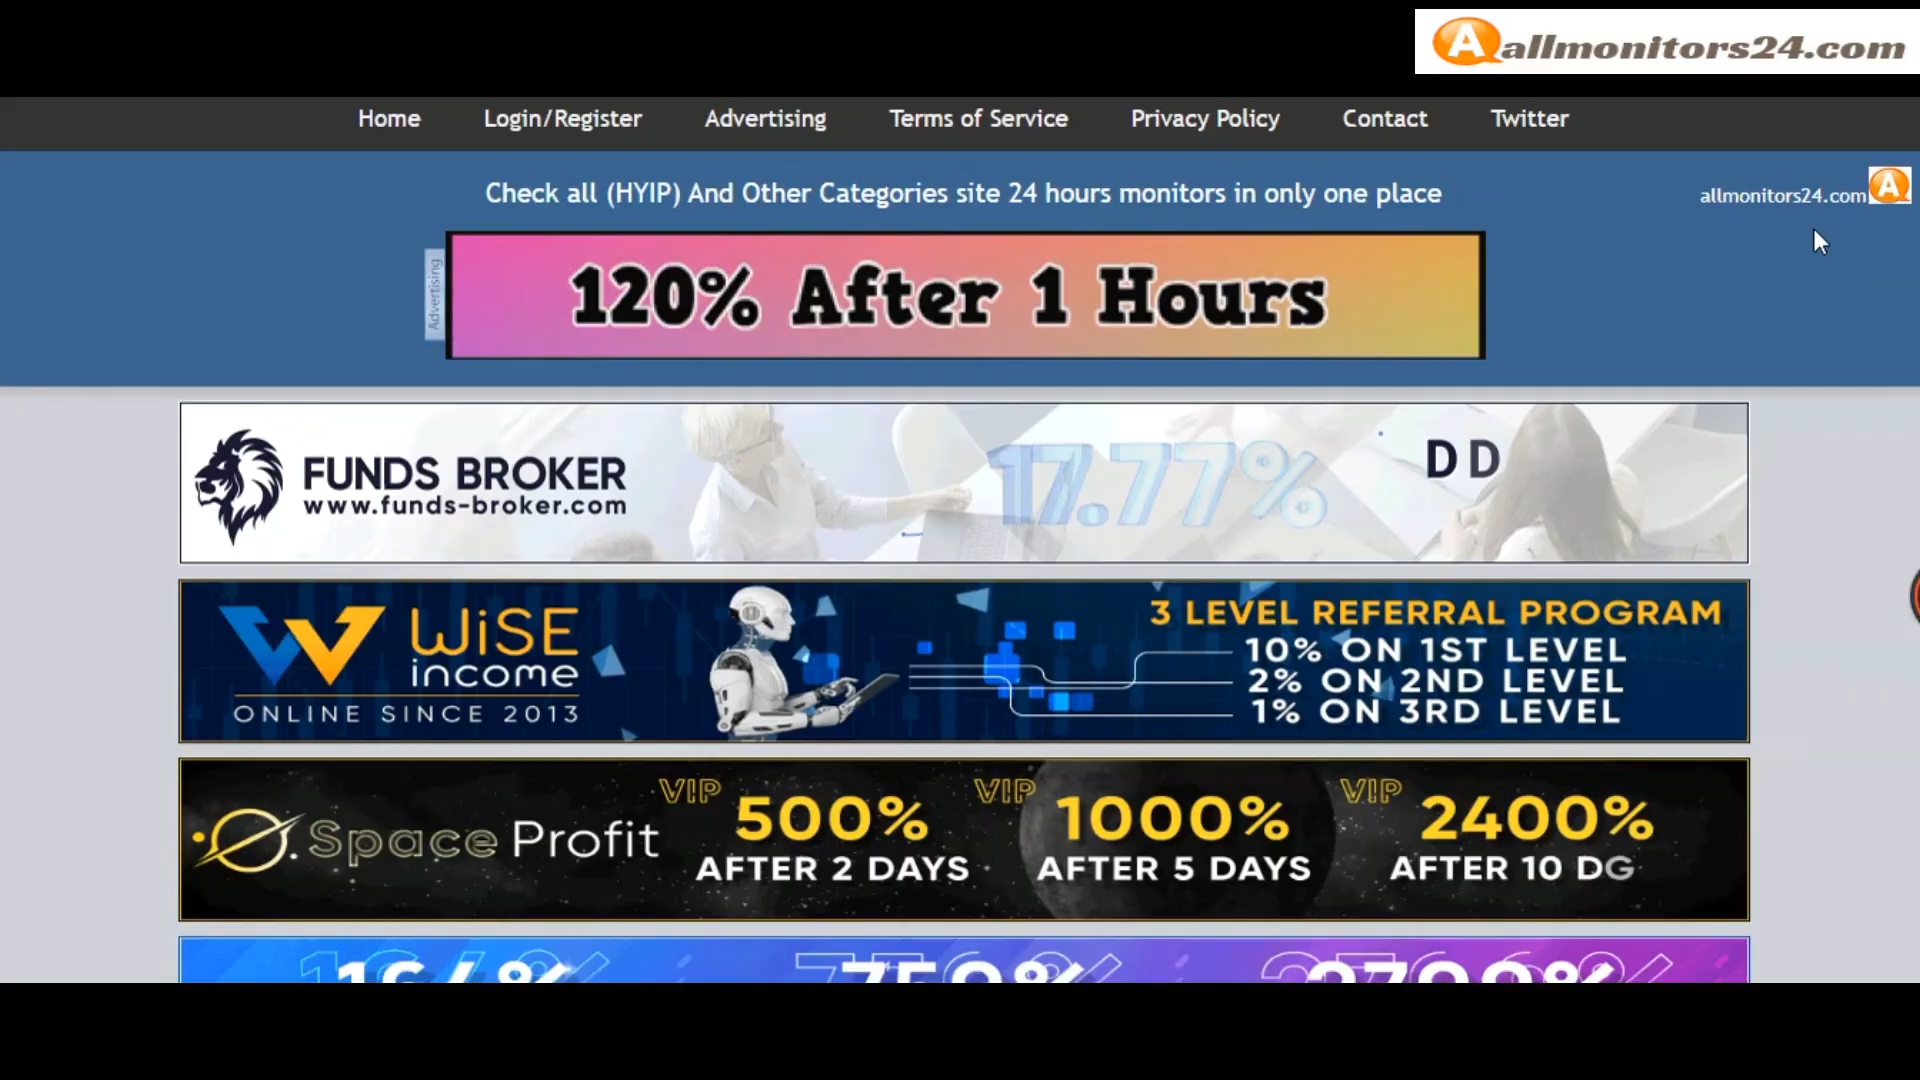 allmonitors24.com
Home Login/Register Advertising Terms of Service Privacy Policy Contact Twitter
Check all (HYIP) And Other Categories site 24 hours monitors in only one place
allmonitors24.com
Advertising
120% After 1 Hours
FUNDS BROKER
www.funds-broker.com
17.77%
D D
WiSE
income
ONLINE SINCE 2013
3 LEVEL REFERRAL PROGRAM
10% ON 1ST LEVEL
2% ON 2ND LEVEL
1% ON 3RD LEVEL
Space Profit
VIP 500%
AFTER 2 DAYS
VIP 1000%
AFTER 5 DAYS
VIP 2400%
AFTER 10 DG